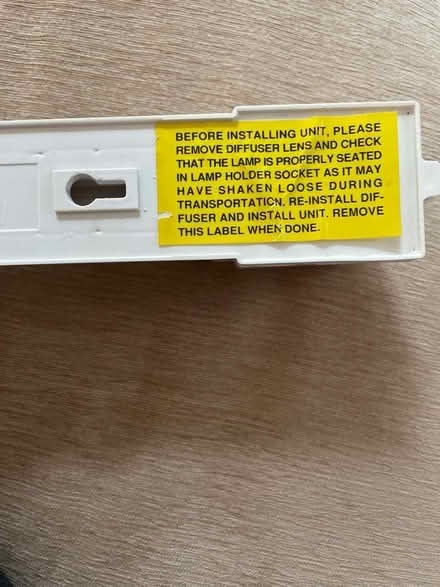 BEFORE INSTALLING UNIT, PLEASE
REMOVE DIFFUSER LENS AND CHECK
THAT THE LAMP IS PROPERLY SEATED
IN LAMP HOLDER SOCKET AS IT MAY
HAVE SHAKEN LOOSE DURING
TRANSPORTATION. RE-INSTALL DIF-
FUSER AND INSTALL UNIT. REMOVE
THIS LABEL WHEN DONE.